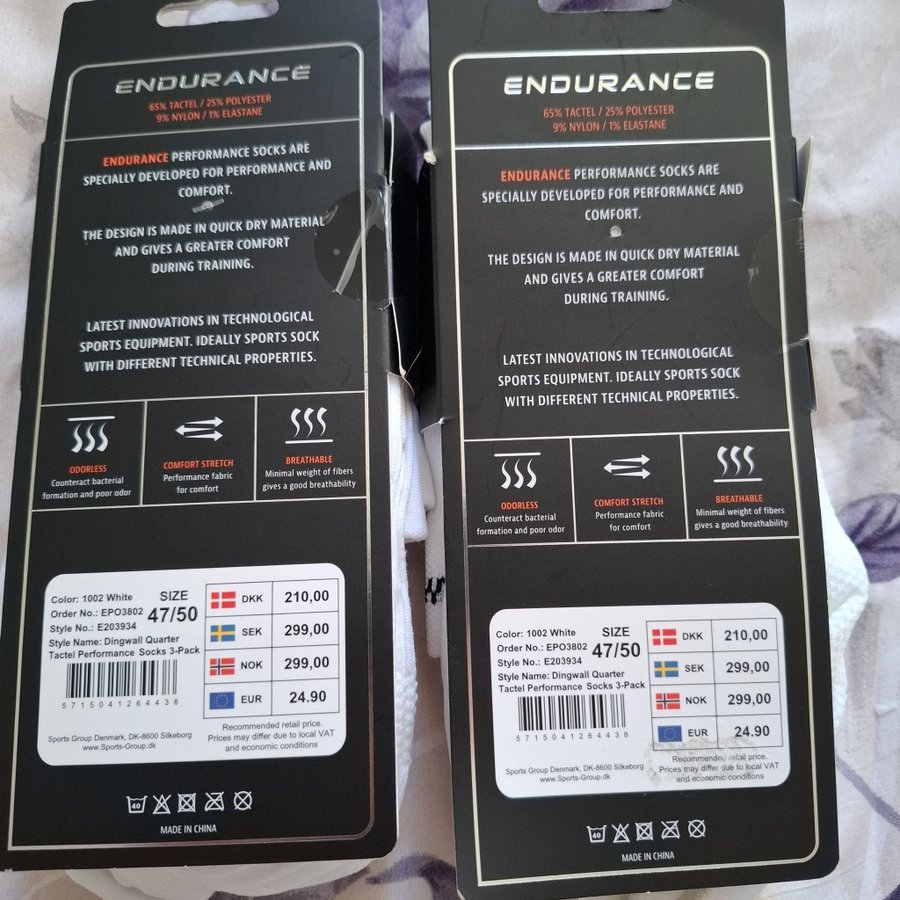 ENDURANCE
65% TACTEL / 25% POLYESTER
9% NYLON / 1% ELASTANE
ENDURANCE PERFORMANCE SOCKS ARE
SPECIALLY DEVELOPED FOR PERFORMANCE AND
COMFORT.
THE DESIGN IS MADE IN QUICK DRY MATERIAL
AND GIVES A GREATER COMFORT
DURING TRAINING.
LATEST INNOVATIONS IN TECHNOLOGICAL
SPORTS EQUIPMENT. IDEALLY SPORTS SOCK
WITH DIFFERENT TECHNICAL PROPERTIES.
ODORLESS
Counteract bacterial
formation and poor odor
COMFORT STRETCH
Performance fabric
for comfort
BREATHABLE
Minimal weight of fibers
gives a good breathability
Color: 1002 White
Order No.: EPO3802
Style No.: E203934
Style Name: Dingwall Quarter
Tactel Performance Socks 3-Pack
SIZE
47/50
5715041264438
DKK 210,00
SEK 299,00
NOK 299,00
EUR 24.90
Sports Group Denmark, DK-8600 Silkeborg
www.Sports-Group.dk
Recommended retail price.
Prices may differ due to local VAT
and economic conditions
40
MADE IN CHINA
ENDURANCE
65% TACTEL / 25% POLYESTER
9% NYLON / 1% ELASTANE
ENDURANCE PERFORMANCE SOCKS ARE
SPECIALLY DEVELOPED FOR PERFORMANCE AND
COMFORT.
THE DESIGN IS MADE IN QUICK DRY MATERIAL
AND GIVES A GREATER COMFORT
DURING TRAINING.
LATEST INNOVATIONS IN TECHNOLOGICAL
SPORTS EQUIPMENT. IDEALLY SPORTS SOCK
WITH DIFFERENT TECHNICAL PROPERTIES.
ODORLESS
Counteract bacterial
formation and poor odor
COMFORT STRETCH
Performance fabric
for comfort
BREATHABLE
Minimal weight of fibers
gives a good breathability
Color: 1002 White
Order No.: EPO3802
Style No.: E203934
Style Name: Dingwall Quarter
Tactel Performance Socks 3-Pack
SIZE
47/50
5715041264438
DKK 210,00
SEK 299,00
NOK 299,00
EUR 24.90
Sports Group Denmark, DK-8600 Silkeborg
www.Sports-Group.dk
Recommended retail price.
Prices may differ due to local VAT
and economic conditions
40
MADE IN CHINA